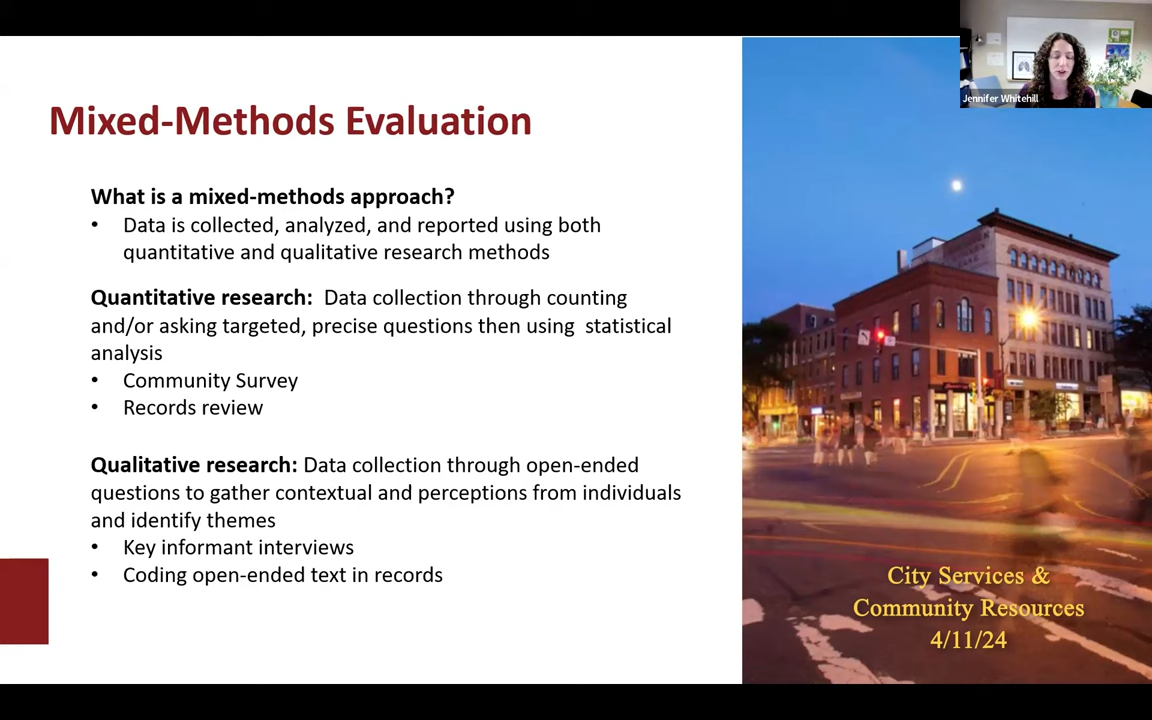 Jennifer Whitehill
Mixed-Methods Evaluation
What is a mixed-methods approach?
• Data is collected, analyzed, and reported using both
quantitative and qualitative research methods
Quantitative research: Data collection through counting
and/or asking targeted, precise questions then using statistical
analysis
• Community Survey
• Records review
Qualitative research: Data collection through open-ended
questions to gather contextual and perceptions from individuals
and identify themes
• Key informant interviews
• Coding open-ended text in records
City Services &
Community Resources
4/11/24